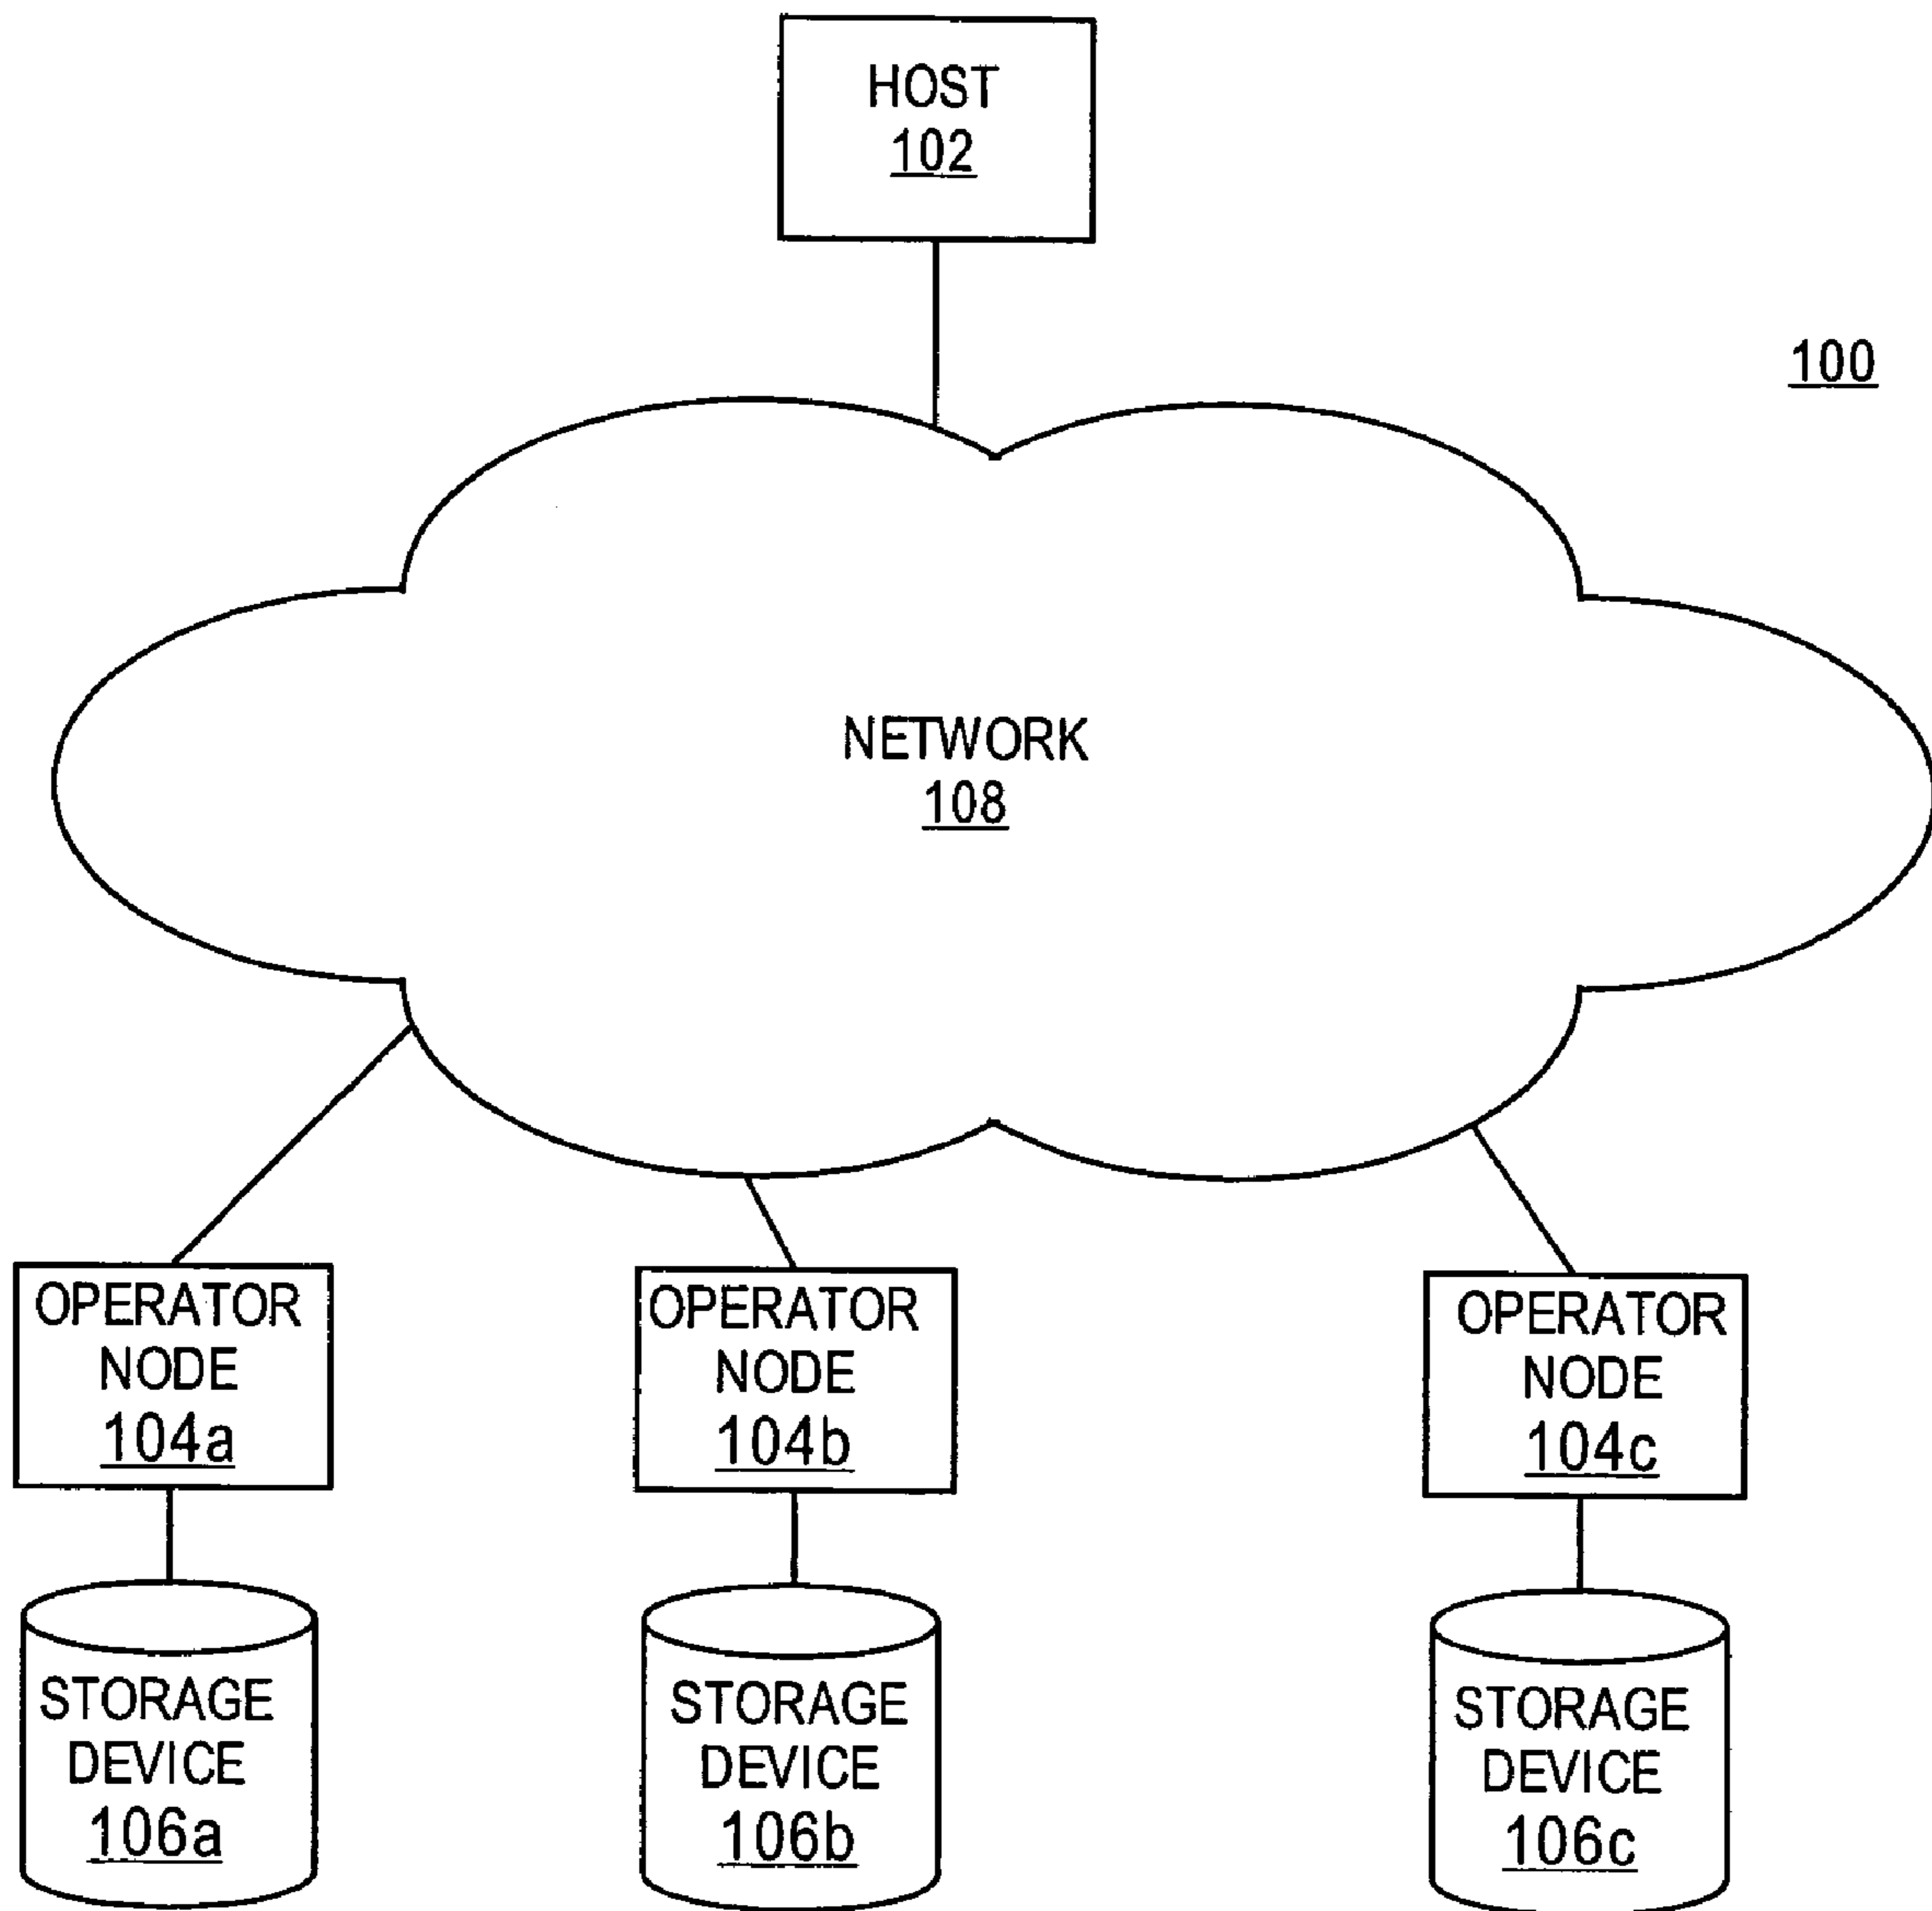 HOST
102
100
NETWORK
108
OPERATOR
NODE
104a
OPERATOR
NODE
104b
OPERATOR
NODE
104c
STORAGE
DEVICE
106a
STORAGE
DEVICE
106b
STORAGE
DEVICE
106c